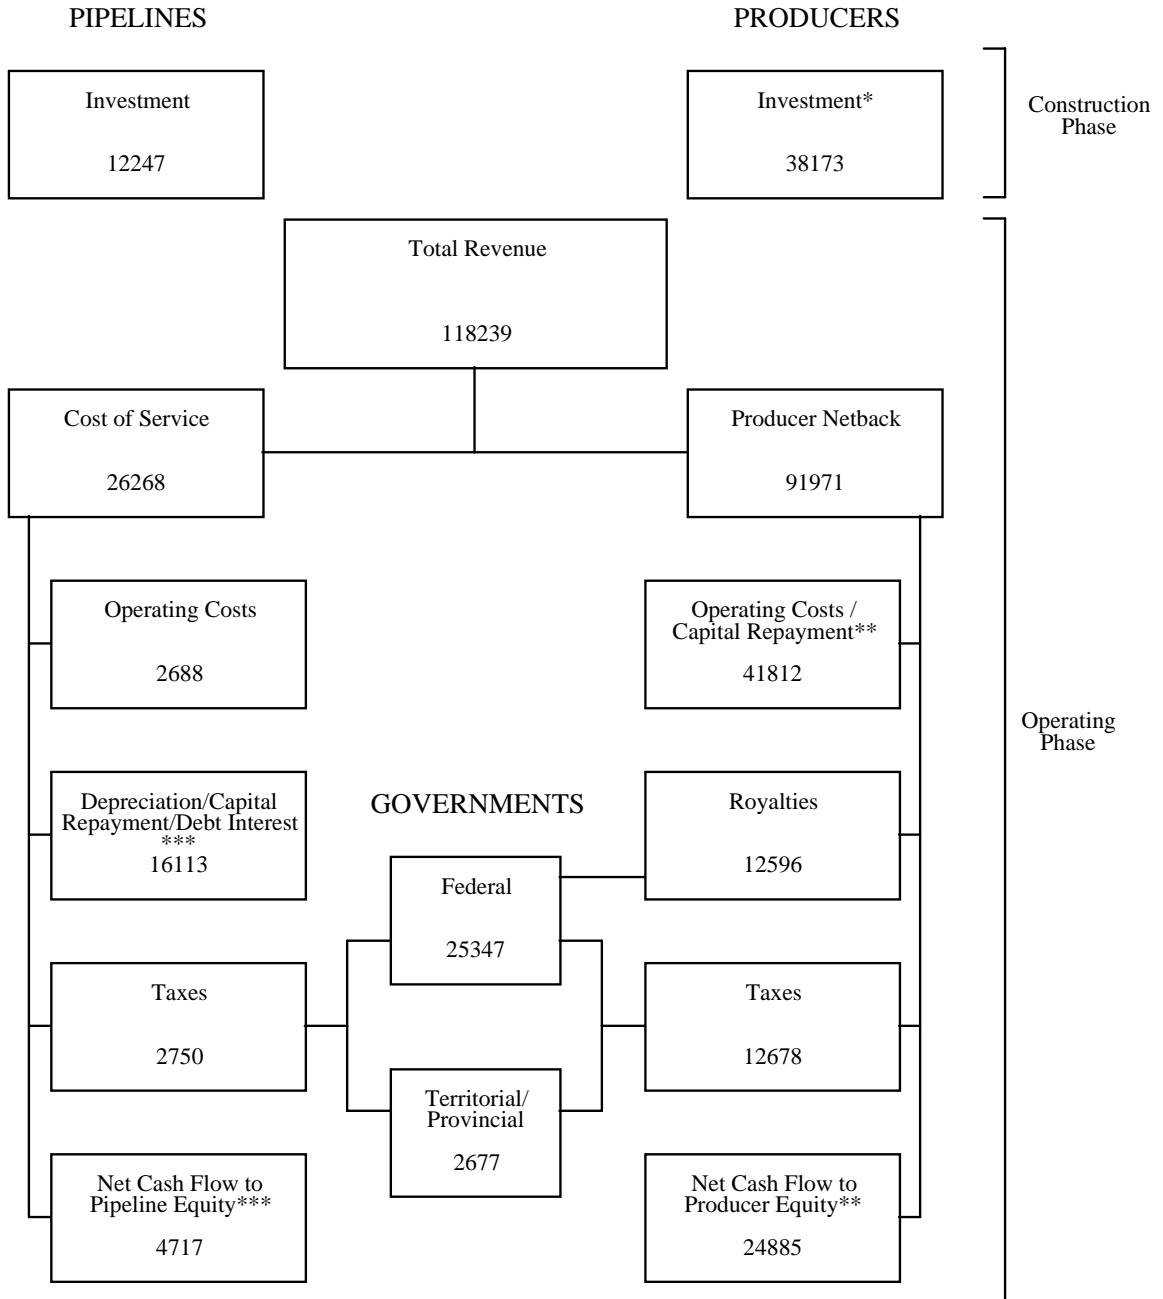 PIPELINES
PRODUCERS
Investment
12247
Investment*
38173
Construction
Phase
Total Revenue
118239
Cost of Service
26268
Producer Netback
91971
Operating Costs
2688
Operating Costs /
Capital Repayment**
41812
Operating
Phase
Depreciation/Capital
Repayment/Debt Interest
***
16113
GOVERNMENTS
Royalties
12596
Federal
25347
Taxes
2750
Taxes
12678
Territorial/
Provincial
2677
Net Cash Flow to
Pipeline Equity***
4717
Net Cash Flow to
Producer Equity**
24885